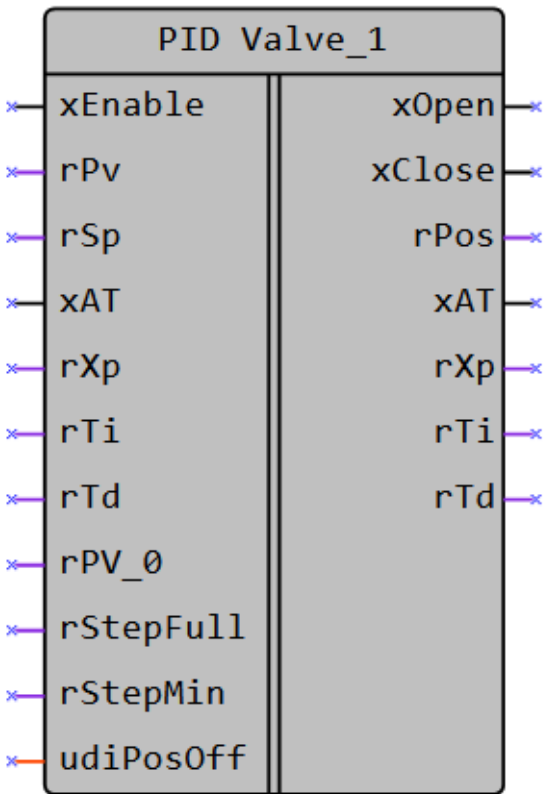 PID Valve_1
xEnable xOpen
rPv xClose
rSp rPos
xAT xAT
rXp rXp
rTi rTi
rTd rTd
rPV_0
rStepFull
rStepMin
udiPosOff